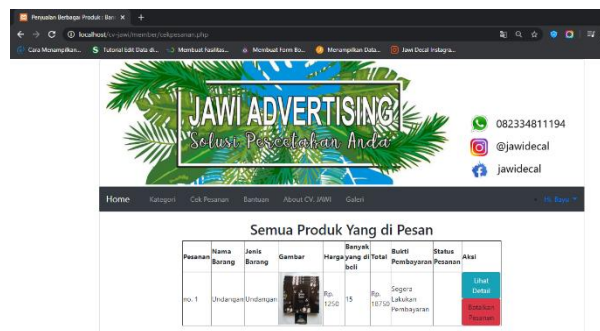 Penjualan Berbagai Produk : Ban
localhost/cv-jawi/member/cekpesanan.php
Cara Menampilkan...
Tutorial Edit Data di...
Membuat Fasilitas...
Membuat Form Bo...
Menampilkan Data...
Jawi Decal Instagra...
JAWI ADVERTISING
Solusi Percetakan Anda
082334811194
@jawidecal
jawidecal
Home Kategori Cek Pesanan Bantuan About CV. JAWI Galeri Hi, Bayu
Semua Produk Yang di Pesan
Pesanan Nama Barang Jenis Barang Gambar Harga Banyak yang di beli Total Bukti Pembayaran Status Pesanan Aksi
no. 1 Undangan Undangan Rp. 1250 15 Rp. 18750 Segera Lakukan Pembayaran
Lihat Detail
Batalkan Pesanan